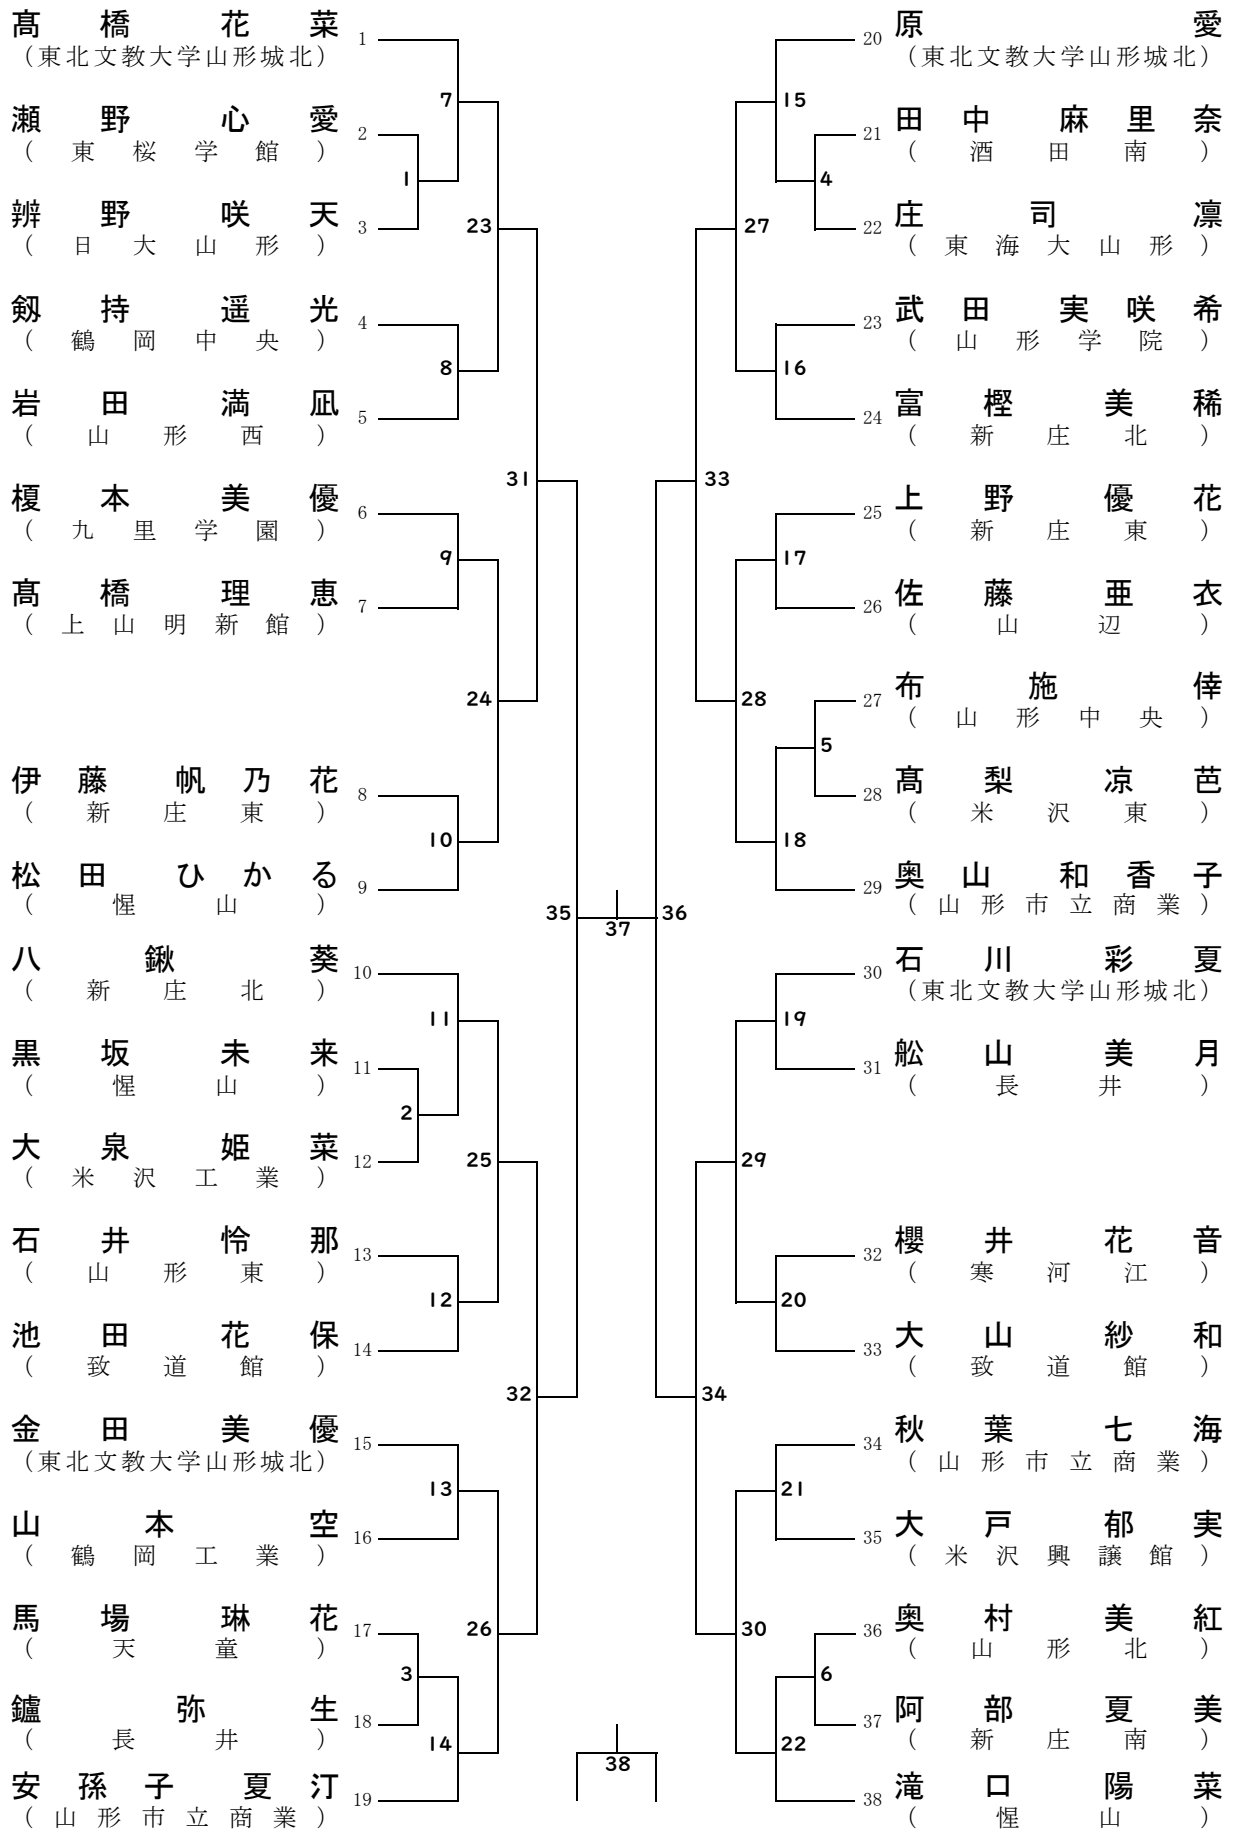 髙橋花菜 1
（東北文教大学山形城北）
瀬野心愛 2
（東桜学館）
辨野咲天 3
（日大山形）
剱持遥光 4
（鶴岡中央）
岩田満凪 5
（山形西）
榎本美優 6
（九里学園）
髙橋理恵 7
（上山明新館）
伊藤帆乃花 8
（新庄東）
松田ひかる 9
（惺山）
八鍬葵 10
（新庄北）
黒坂未来 11
（惺山）
大泉姫菜 12
（米沢工業）
石井怜那 13
（山形東）
池田花保 14
（致道館）
金田美優 15
（東北文教大学山形城北）
山本空 16
（鶴岡工業）
馬場琳花 17
（天童）
鑪弥生 18
（長井）
安孫子夏汀 19
（山形市立商業）
7
1
23
8
31
9
24
10
35
11
2
25
12
32
13
26
3
14
37
38
36
15
4
27
16
33
17
28
5
18
19
29
20
34
21
30
6
22
20 原愛
（東北文教大学山形城北）
21 田中麻里奈
（酒田南）
22 庄司凛
（東海大山形）
23 武田実咲希
（山形学院）
24 富樫美稀
（新庄北）
25 上野優花
（新庄東）
26 佐藤亜衣
（山辺）
27 布施倖
（山形中央）
28 髙梨凉芭
（米沢東）
29 奥山和香子
（山形市立商業）
30 石川彩夏
（東北文教大学山形城北）
31 舩山美月
（長井）
32 櫻井花音
（寒河江）
33 大山紗和
（致道館）
34 秋葉七海
（山形市立商業）
35 大戸郁実
（米沢興譲館）
36 奥村美紅
（山形北）
37 阿部夏美
（新庄南）
38 滝口陽菜
（惺山）